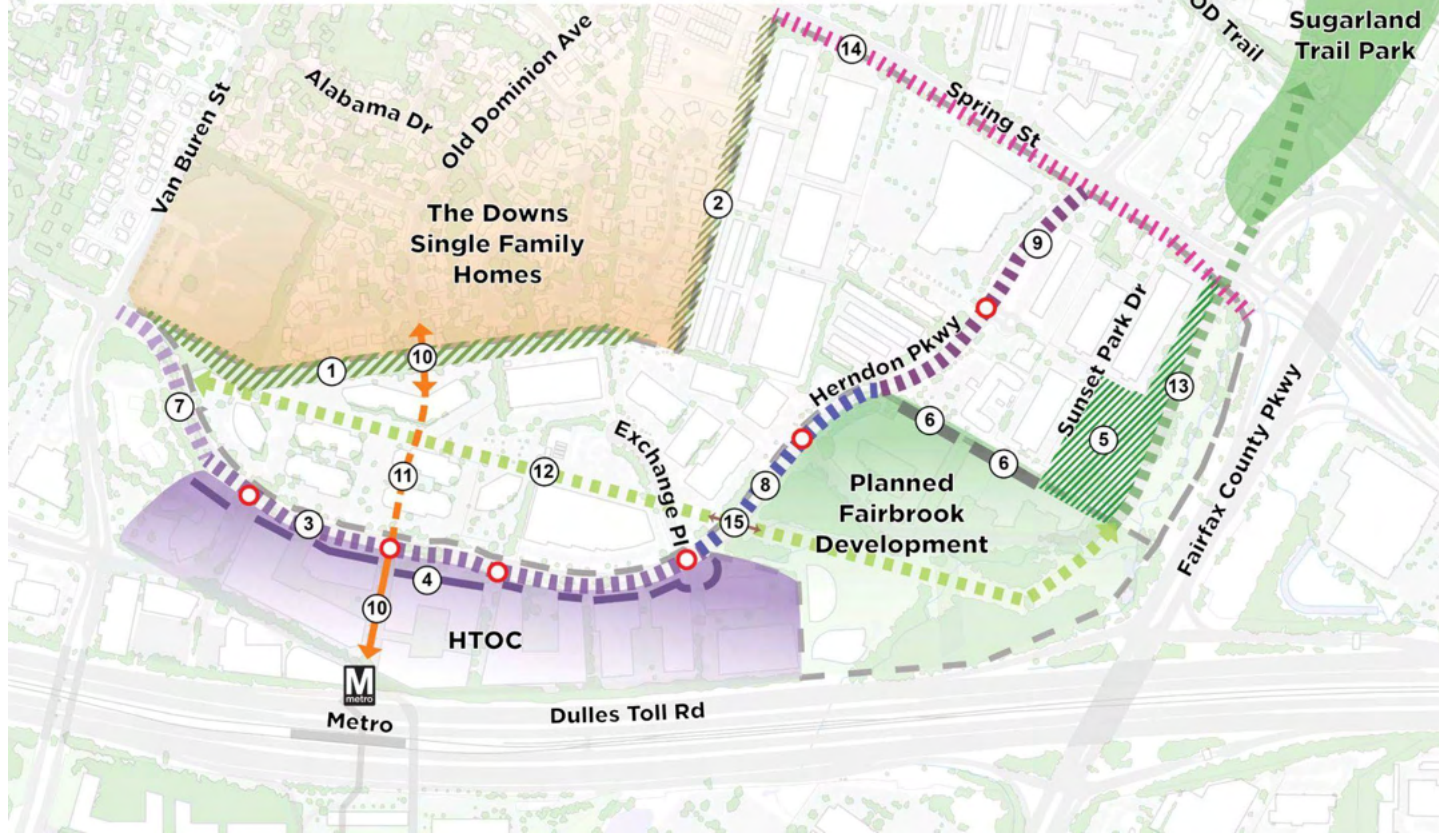 OD Trail
Sugarland
Trail Park
14
Spring St
Old Dominion Ave
Alabama Dr
Van Buren St
2
The Downs
Single Family
Homes
9
10
1
Herndon Pkwy
Sunset Park Dr
13
Fairfax County Pkwy
7
6
5
6
Exchange Pl
11
12
8
Planned
Fairbrook
Development
3
15
4
10
HTOC
M
metro
Metro
Dulles Toll Rd